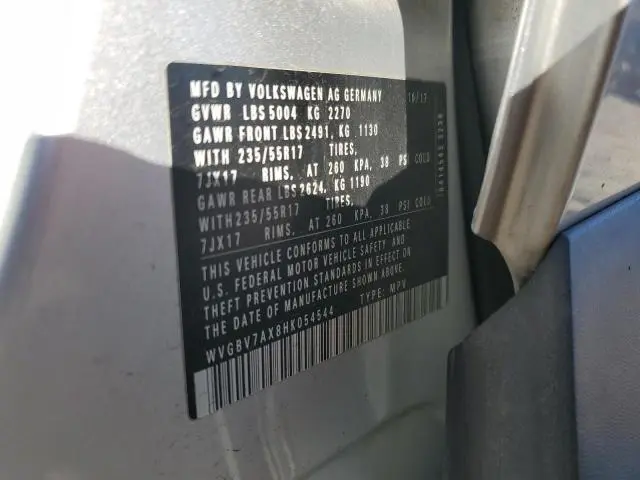 MFD BY VOLKSWAGEN AG GERMANY 10/17
GVWR LBS 5004 KG 2270
GAWR FRONT LBS 2491, KG 1130
WITH 235/55R17 TIRES,
7JX17 RIMS, AT 260 KPA, 38 PSI COLD
GAWR REAR LBS 2624, KG 1190
WITH 235/55R17 TIRES,
7JX17 RIMS, AT 260 KPA, 38 PSI COLD
THIS VEHICLE CONFORMS TO ALL APPLICABLE
U.S. FEDERAL MOTOR VEHICLE SAFETY AND
THEFT PREVENTION STANDARDS IN EFFECT ON
THE DATE OF MANUFACTURE SHOWN ABOVE.
WVGBV7AX8HK054544 TYPE: MPV